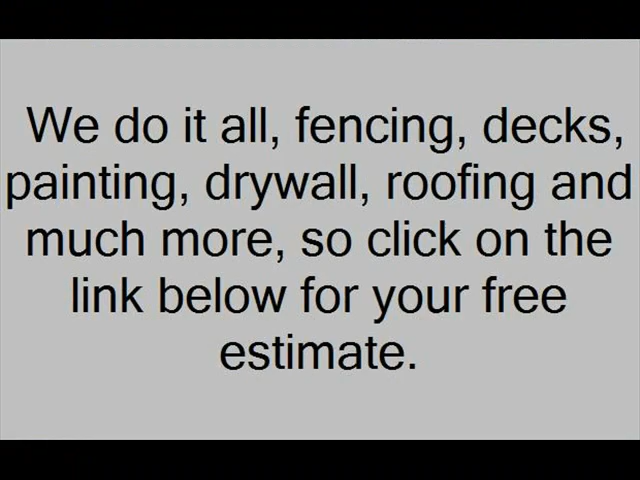 We do it all, fencing, decks,
painting, drywall, roofing and
much more, so click on the
link below for your free
estimate.